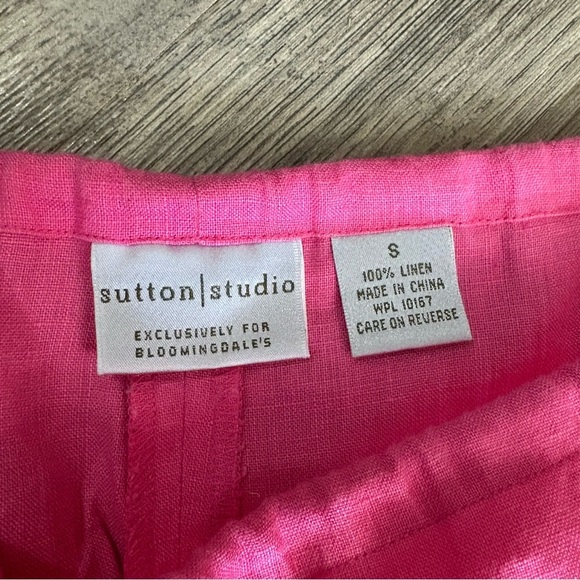 sutton|studio
EXCLUSIVELY FOR
BLOOMINGDALE'S
S
100% LINEN
MADE IN CHINA
WPL 10167
CARE ON REVERSE